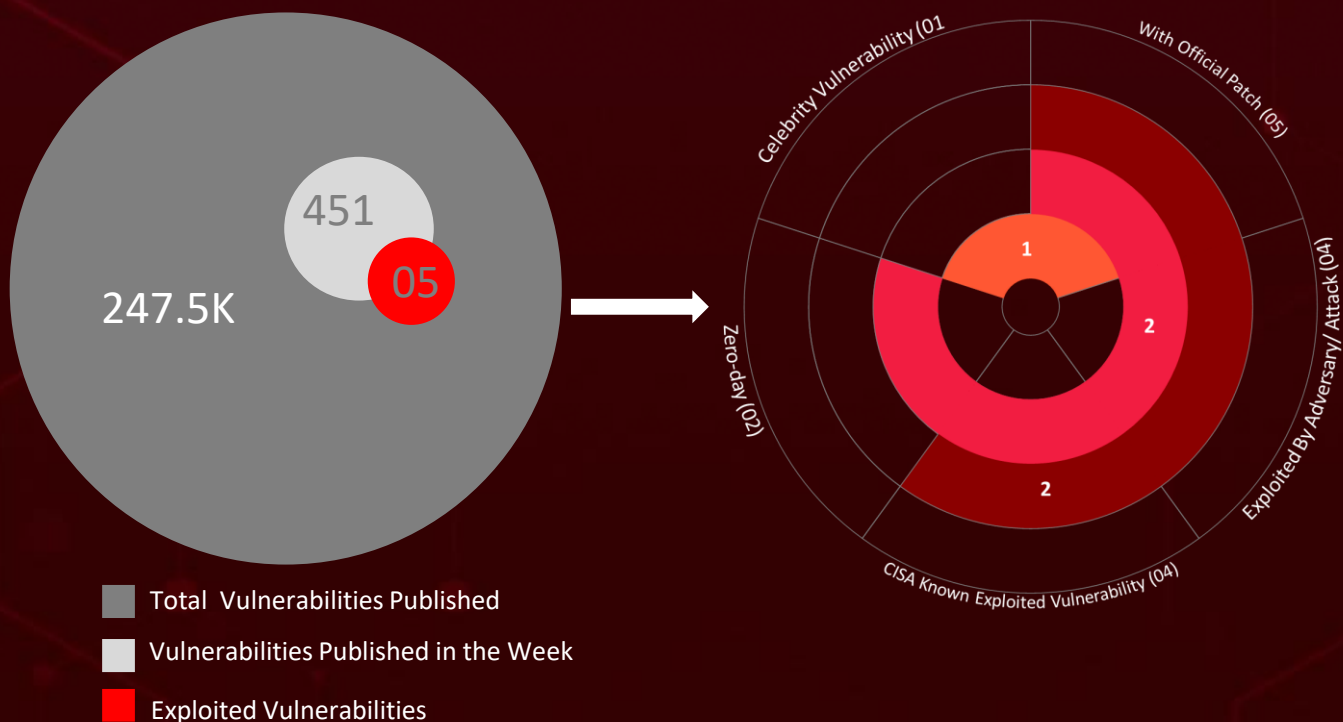 247.5K
451
05
Total Vulnerabilities Published
Vulnerabilities Published in the Week
Exploited Vulnerabilities
Celebrity Vulnerability (01
With Official Patch (05)
Exploited By Adversary/ Attack (04)
CISA Known Exploited Vulnerability (04)
Zero-day (02)
1
2
2